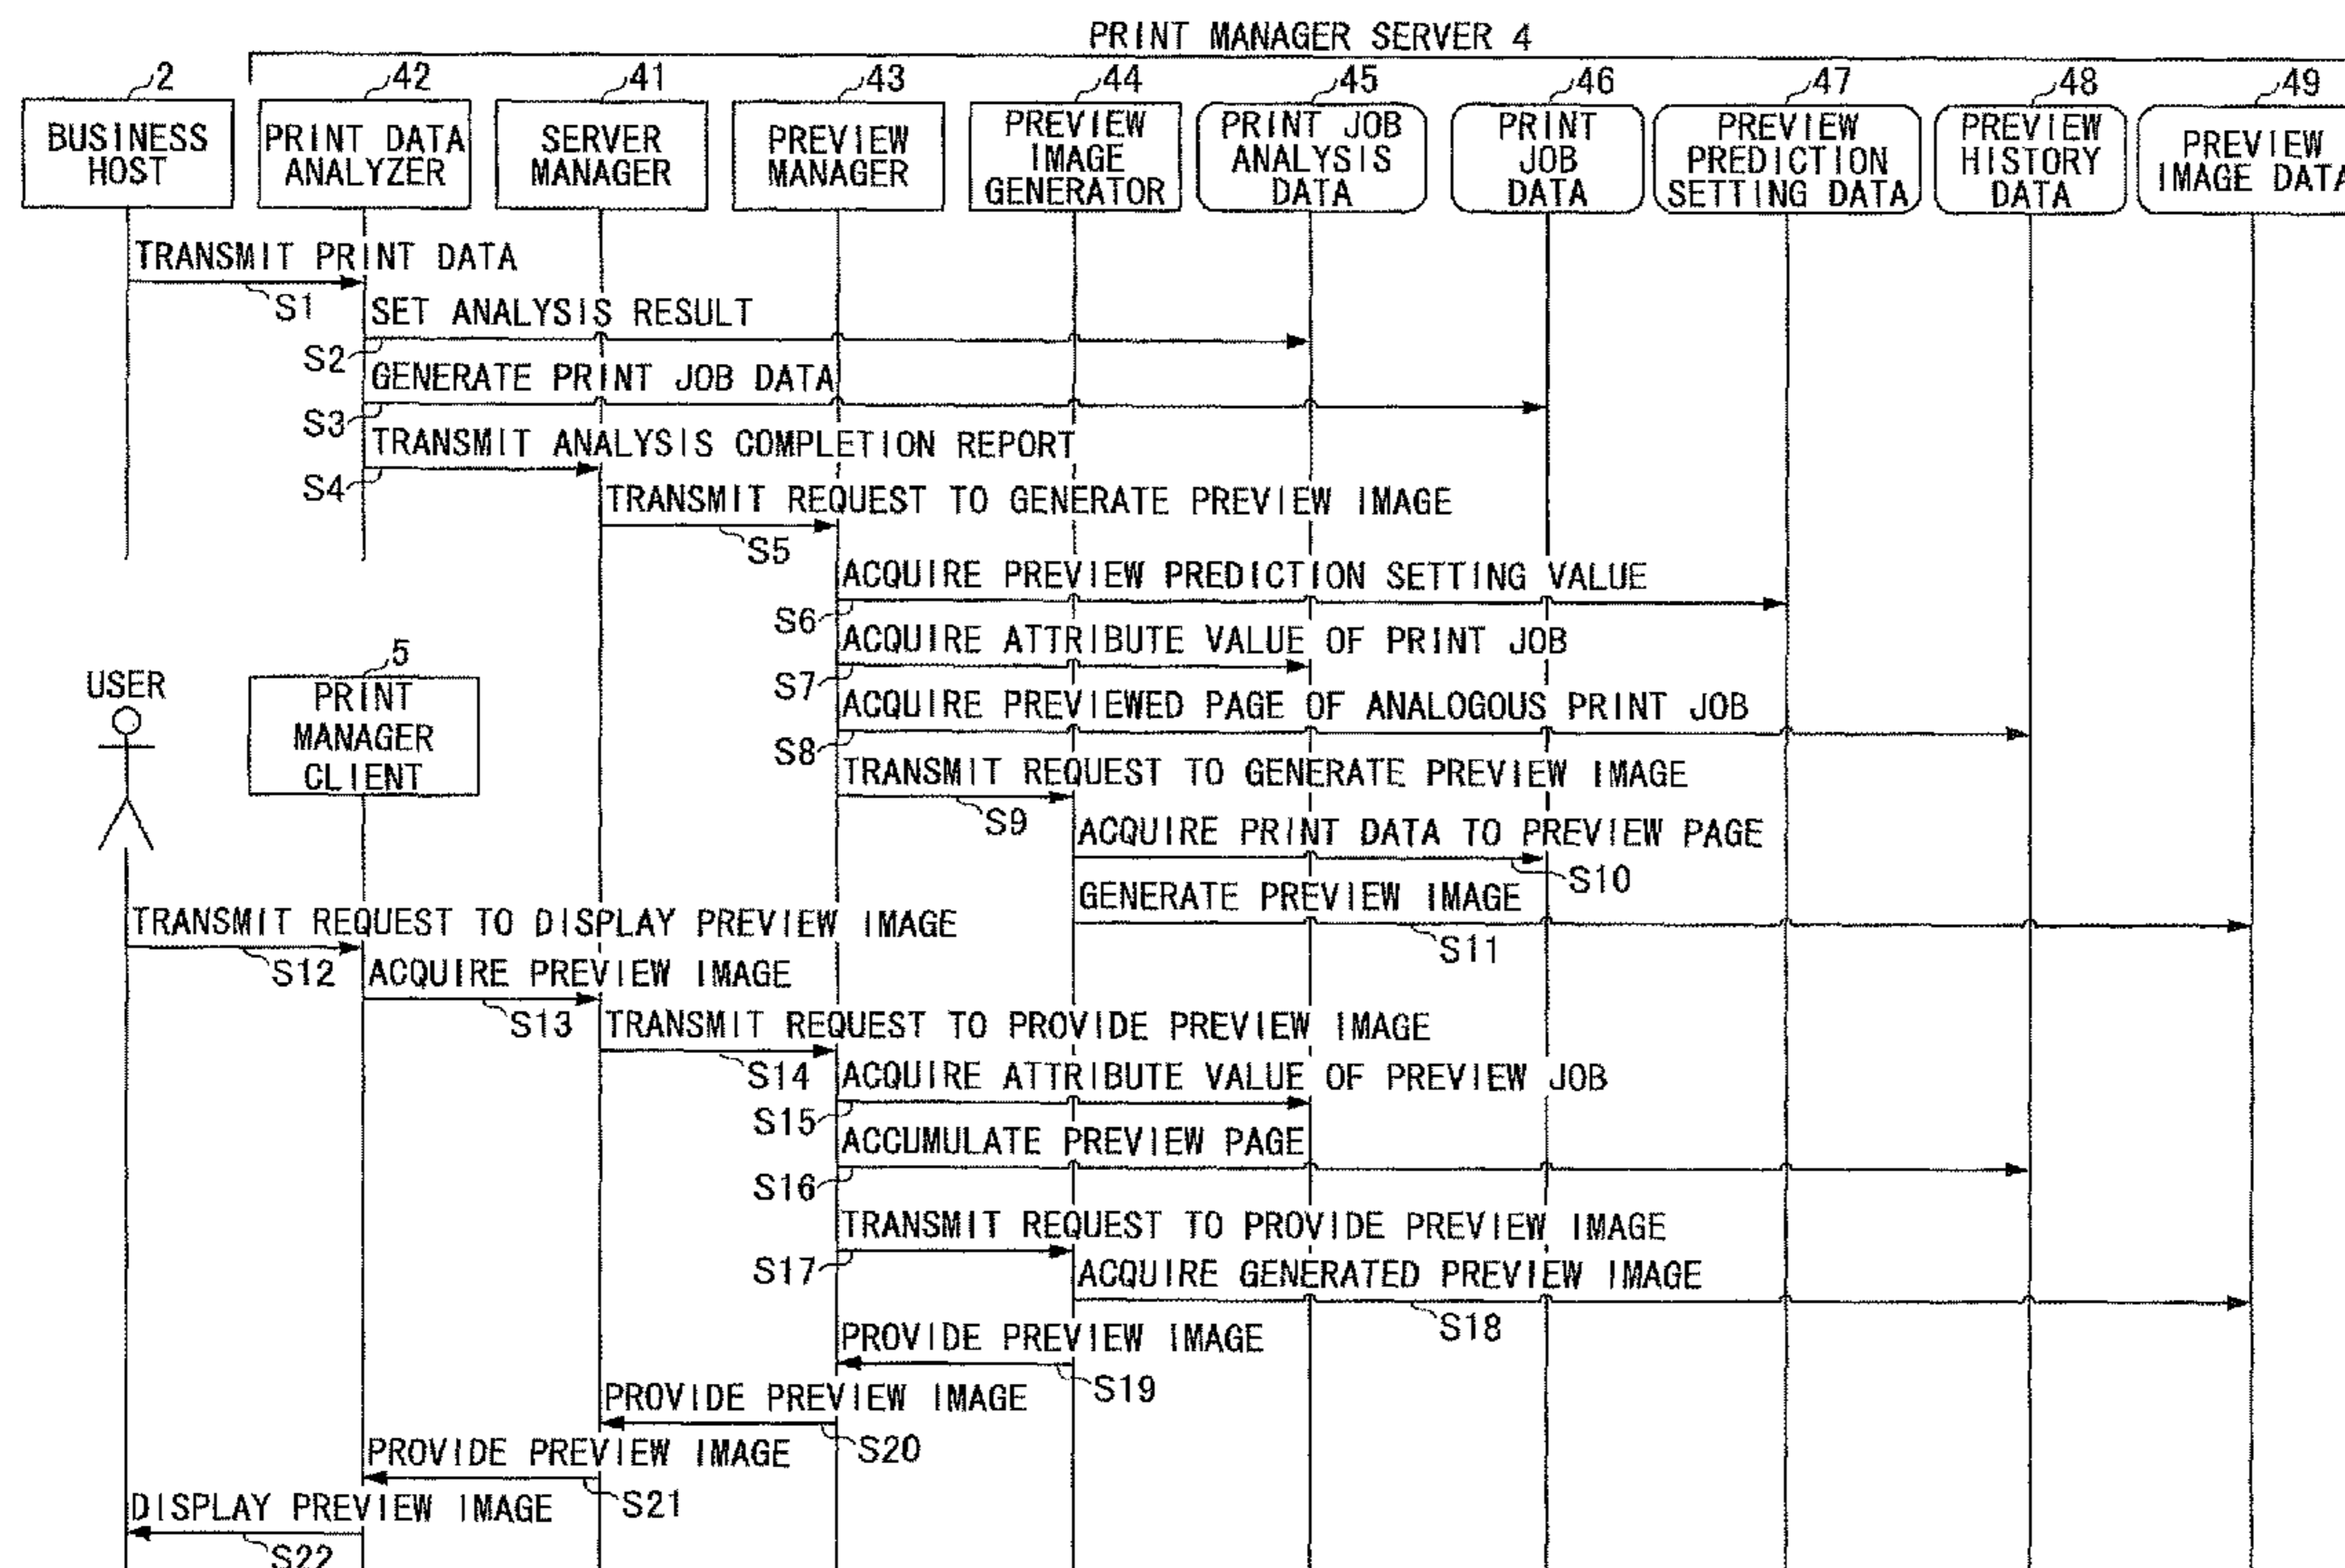 PRINT MANAGER SERVER 4
2
42
41
43
44
45
46
47
48
49
BUSINESS
HOST
PRINT DATA
ANALYZER
SERVER
MANAGER
PREVIEW
MANAGER
PREVIEW
IMAGE
GENERATOR
PRINT JOB
ANALYSIS
DATA
PRINT
JOB
DATA
PREVIEW
PREDICTION
SETTING DATA
PREVIEW
HISTORY
DATA
PREVIEW
IMAGE DATA
TRANSMIT PRINT DATA
S1
SET ANALYSIS RESULT
S2
GENERATE PRINT JOB DATA
S3
TRANSMIT ANALYSIS COMPLETION REPORT
S4
TRANSMIT REQUEST TO GENERATE PREVIEW IMAGE
S5
ACQUIRE PREVIEW PREDICTION SETTING VALUE
S6
ACQUIRE ATTRIBUTE VALUE OF PRINT JOB
S7
5
USER
PRINT
MANAGER
CLIENT
ACQUIRE PREVIEWED PAGE OF ANALOGOUS PRINT JOB
S8
TRANSMIT REQUEST TO GENERATE PREVIEW IMAGE
S9
ACQUIRE PRINT DATA TO PREVIEW PAGE
S10
GENERATE PREVIEW IMAGE
S11
TRANSMIT REQUEST TO DISPLAY PREVIEW IMAGE
S12
ACQUIRE PREVIEW IMAGE
S13
TRANSMIT REQUEST TO PROVIDE PREVIEW IMAGE
S14
ACQUIRE ATTRIBUTE VALUE OF PREVIEW JOB
S15
ACCUMULATE PREVIEW PAGE
S16
TRANSMIT REQUEST TO PROVIDE PREVIEW IMAGE
S17
ACQUIRE GENERATED PREVIEW IMAGE
S18
PROVIDE PREVIEW IMAGE
S19
PROVIDE PREVIEW IMAGE
S20
PROVIDE PREVIEW IMAGE
S21
DISPLAY PREVIEW IMAGE
S22